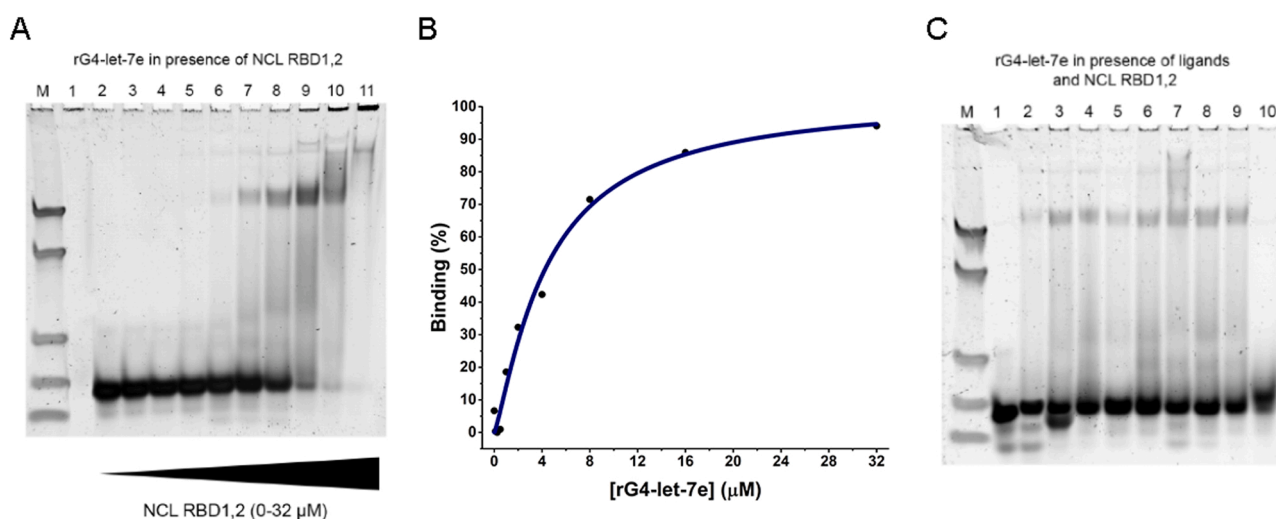 A
rG4-let-7e in presence of NCL RBD1,2
M 1 2 3 4 5 6 7 8 9 10 11
NCL RBD1,2 (0-32 µM)
B
Binding (%)
100
90
80
70
60
50
40
30
20
10
0
0 4 8 12 16 20 24 28 32
[rG4-let-7e] (µM)
C
rG4-let-7e in presence of ligands
and NCL RBD1,2
M 1 2 3 4 5 6 7 8 9 10